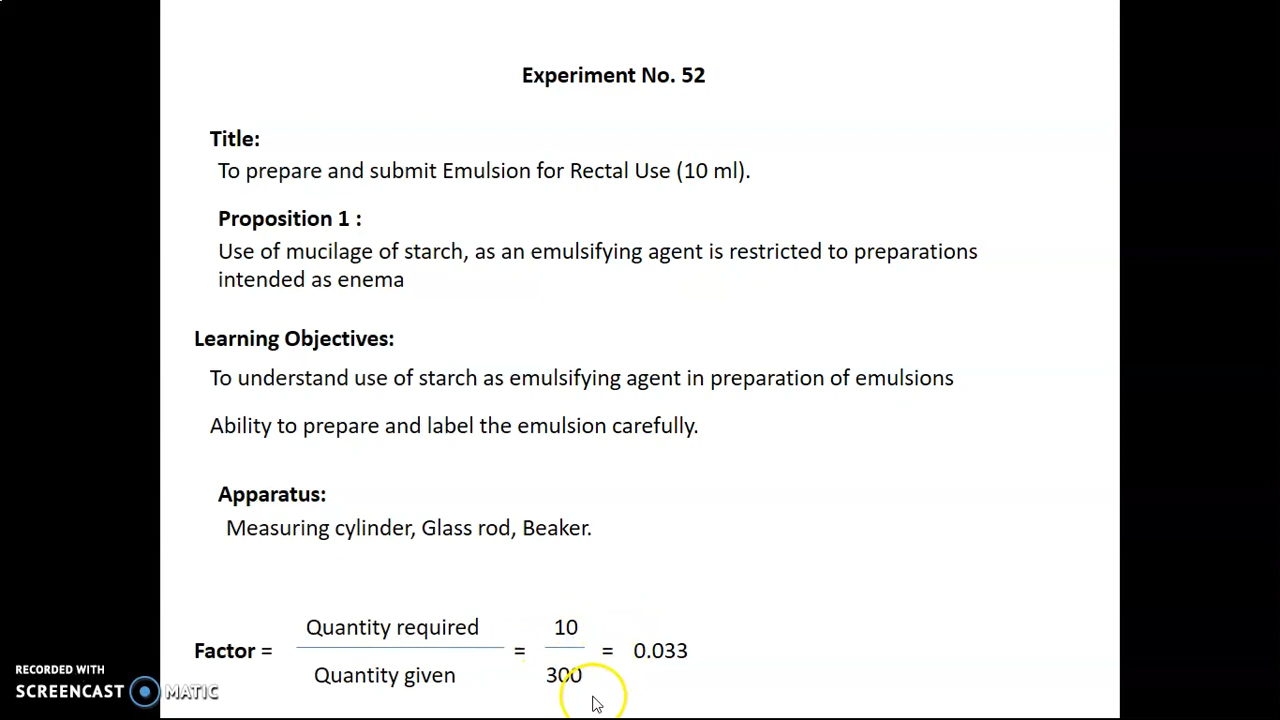 Experiment No. 52
Title:
To prepare and submit Emulsion for Rectal Use (10 ml).
Proposition 1 :
Use of mucilage of starch, as an emulsifying agent is restricted to preparations
intended as enema
Learning Objectives:
To understand use of starch as emulsifying agent in preparation of emulsions
Ability to prepare and label the emulsion carefully.
Apparatus:
Measuring cylinder, Glass rod, Beaker.
Quantity required 10
Factor = = = 0.033
Quantity given 300
RECORDED WITH
SCREENCAST MATIC